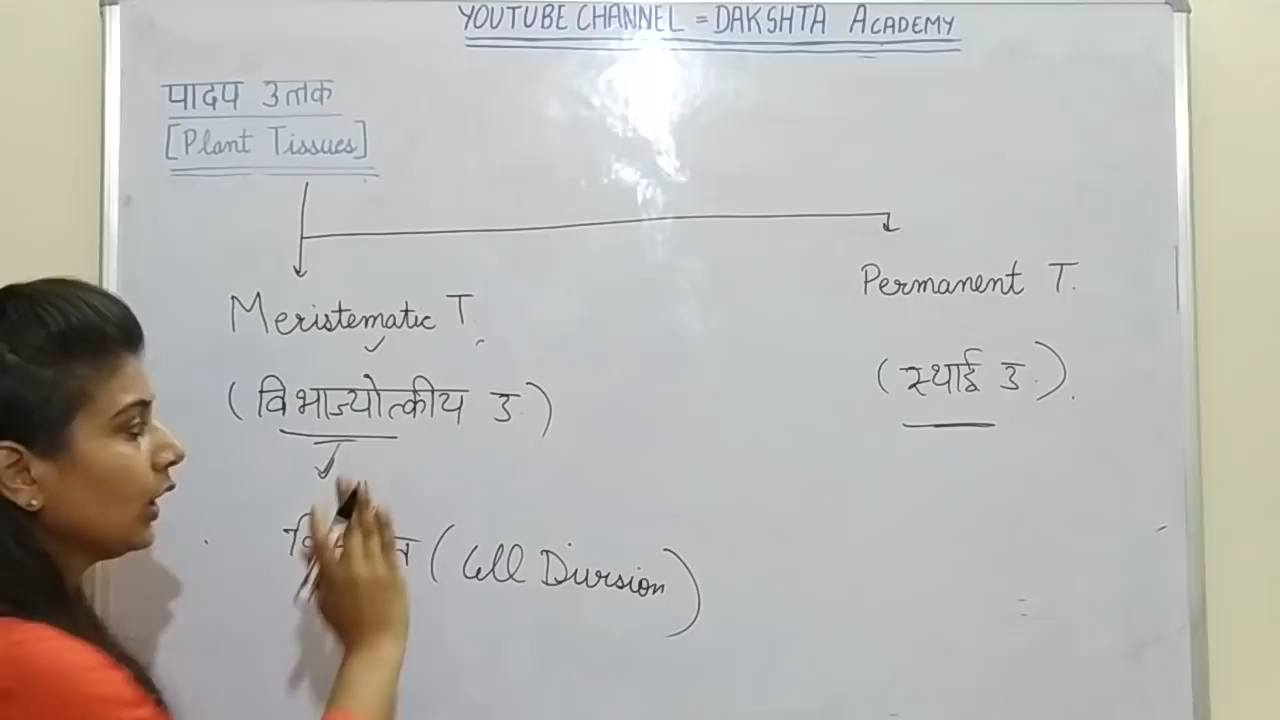 YOUTUBE CHANNEL = DAKSHTA ACADEMY
पादप उत्तक
[Plant Tissues]
Meristematic T.
Permanent T.
(विभाज्योत्कीय उ.)
(स्थाई उ.).
(Cell Division)